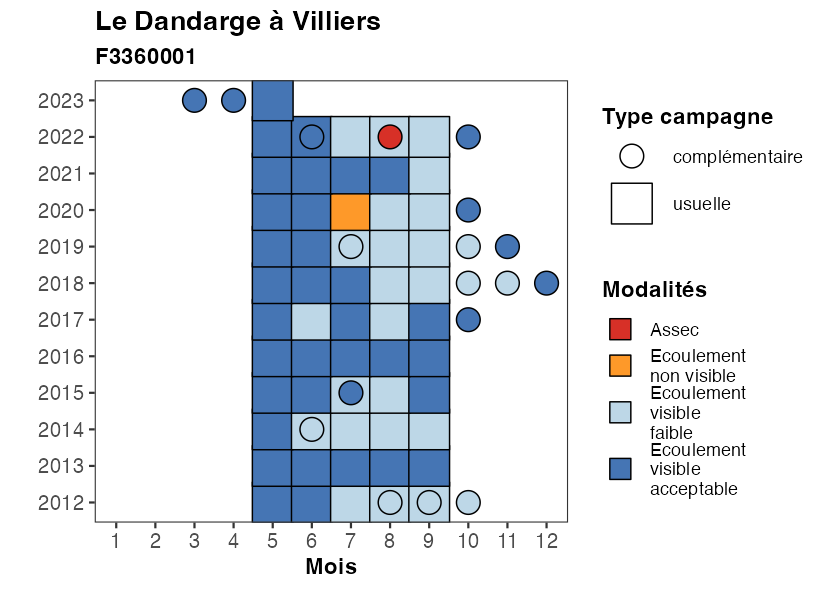 Le Dandarge à Villiers
F3360001
2023
2022
2021
2020
2019
2018
2017
2016
2015
2014
2013
2012
1 2 3 4 5 6 7 8 9 10 11 12
Mois
Type campagne
complémentaire
usuelle
Modalités
Assec
Ecoulement
non visible
Ecoulement
visible
faible
Ecoulement
visible
acceptable